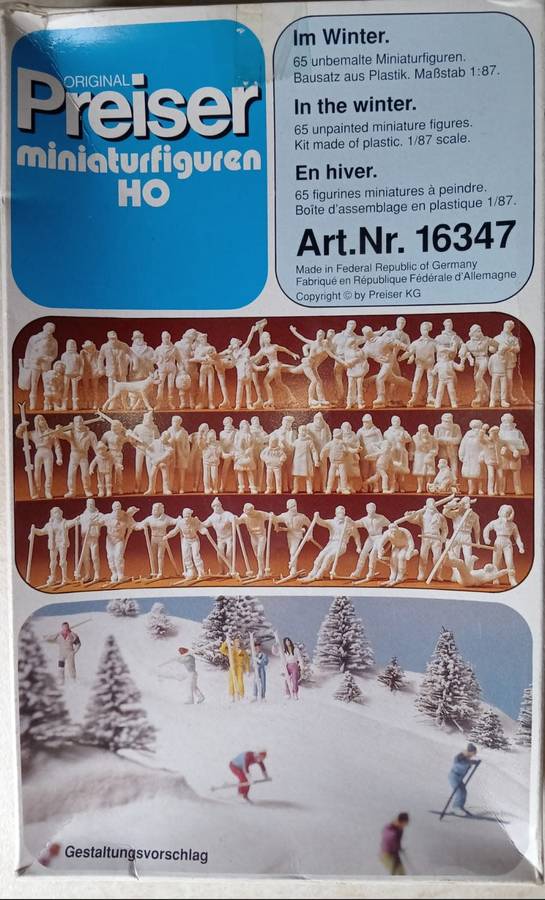 ORIGINAL
Preiser
miniaturfiguren
HO
Im Winter.
65 unbemalte Miniaturfiguren.
Bausatz aus Plastik. Maßstab 1:87.
In the winter.
65 unpainted miniature figures.
Kit made of plastic. 1/87 scale.
En hiver.
65 figurines miniatures à peindre.
Boîte d'assemblage en plastique 1/87.
Art.Nr. 16347
Made in Federal Republic of Germany
Fabriqué en République Fédérale d'Allemagne
Copyright © by Preiser KG
Gestaltungsvorschlag